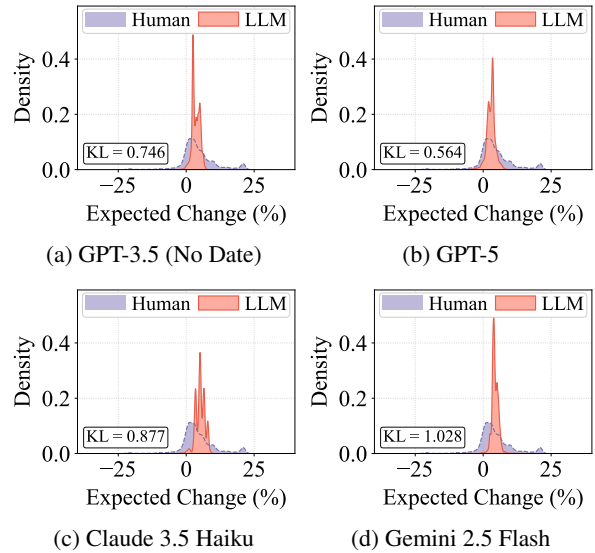 Human LLM
Human LLM
0.4
0.2
0.0
Density
KL = 0.746
−25 0 25
Expected Change (%)
(a) GPT-3.5 (No Date)
0.4
0.2
0.0
Density
KL = 0.564
−25 0 25
Expected Change (%)
(b) GPT-5
Human LLM
Human LLM
0.4
0.2
0.0
Density
KL = 0.877
−25 0 25
Expected Change (%)
(c) Claude 3.5 Haiku
0.4
0.2
0.0
Density
KL = 1.028
−25 0 25
Expected Change (%)
(d) Gemini 2.5 Flash